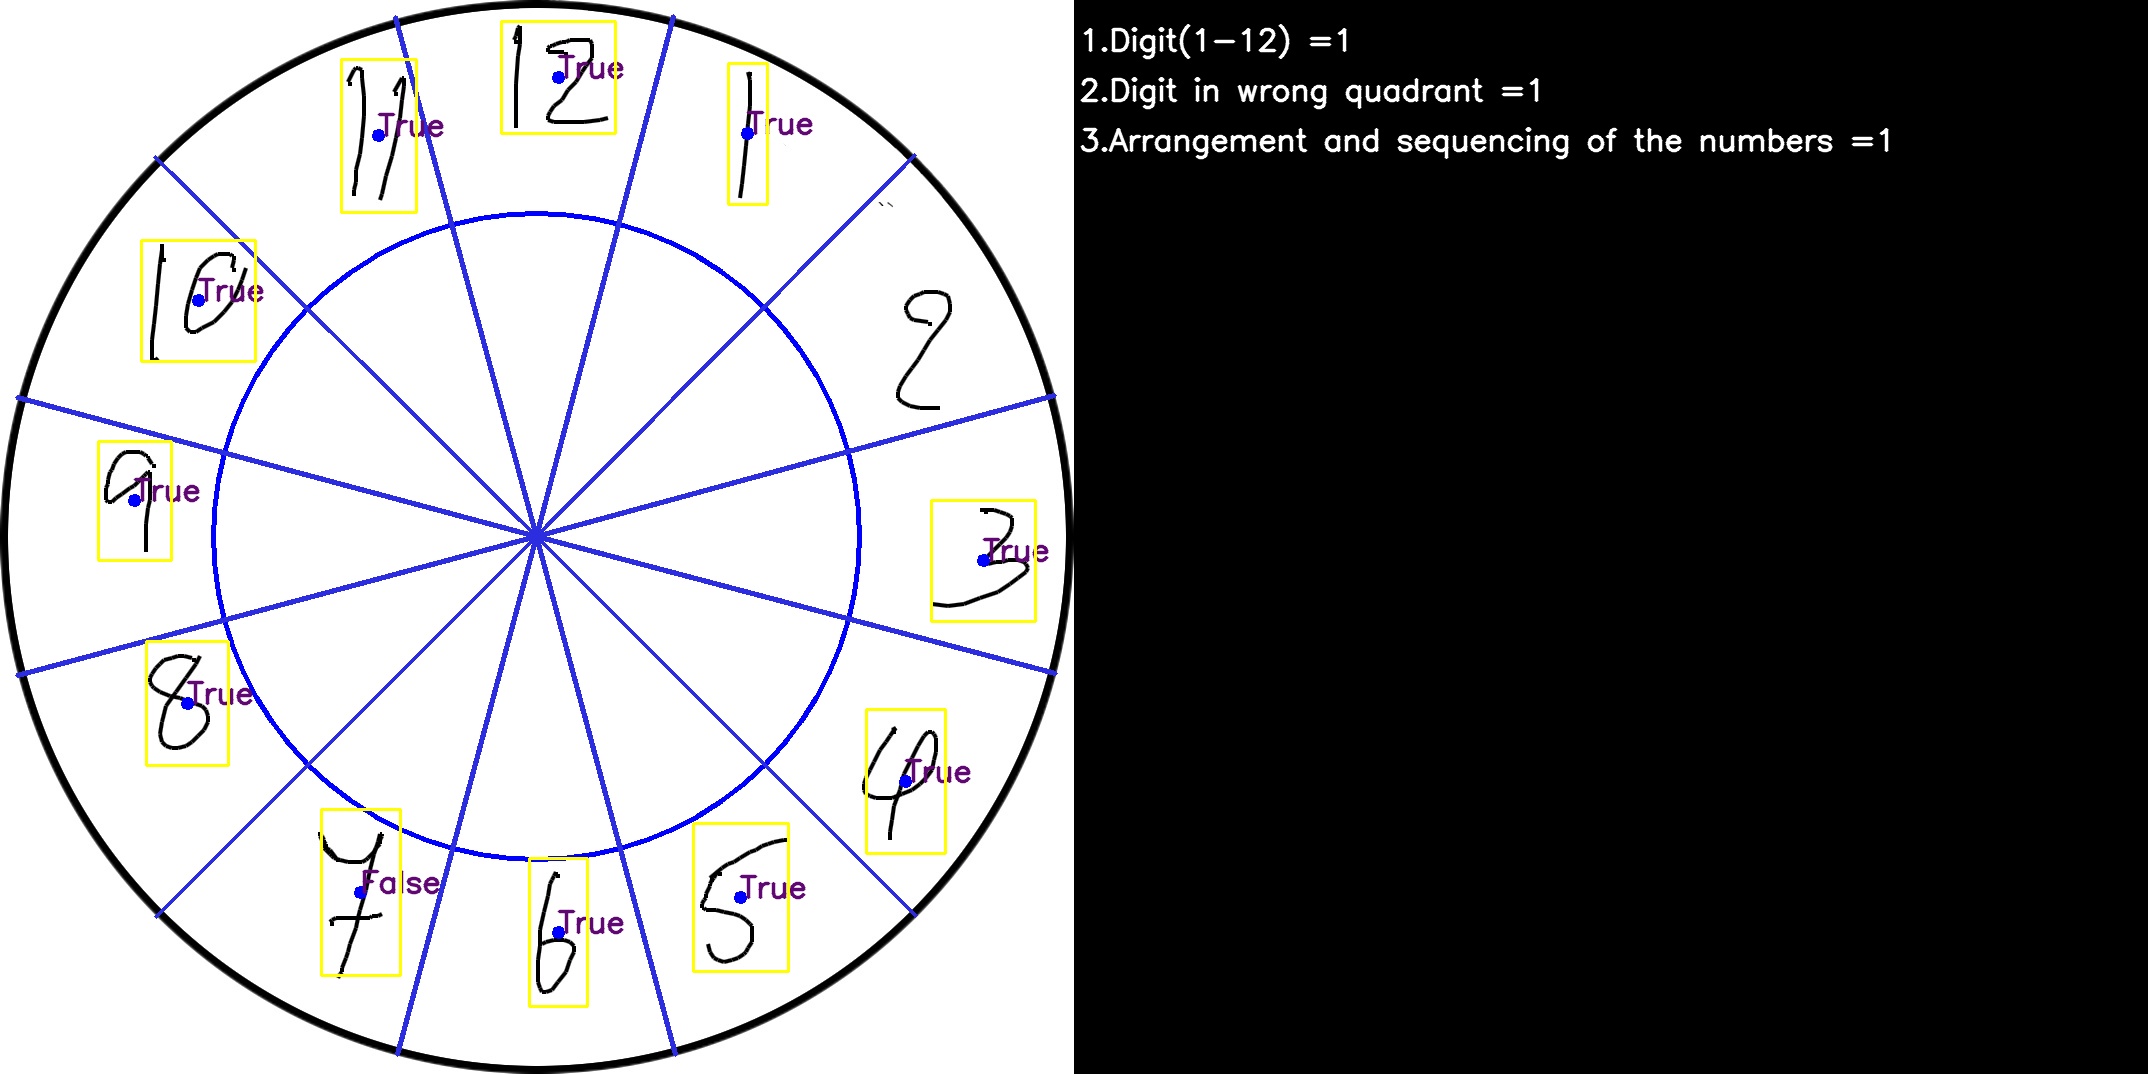 12
True
11
True
1
True
10
True
2
9
True
3
True
8
True
4
True
7
False
6
True
5
True
1.Digit(1-12) =1
2.Digit in wrong quadrant =1
3.Arrangement and sequencing of the numbers =1